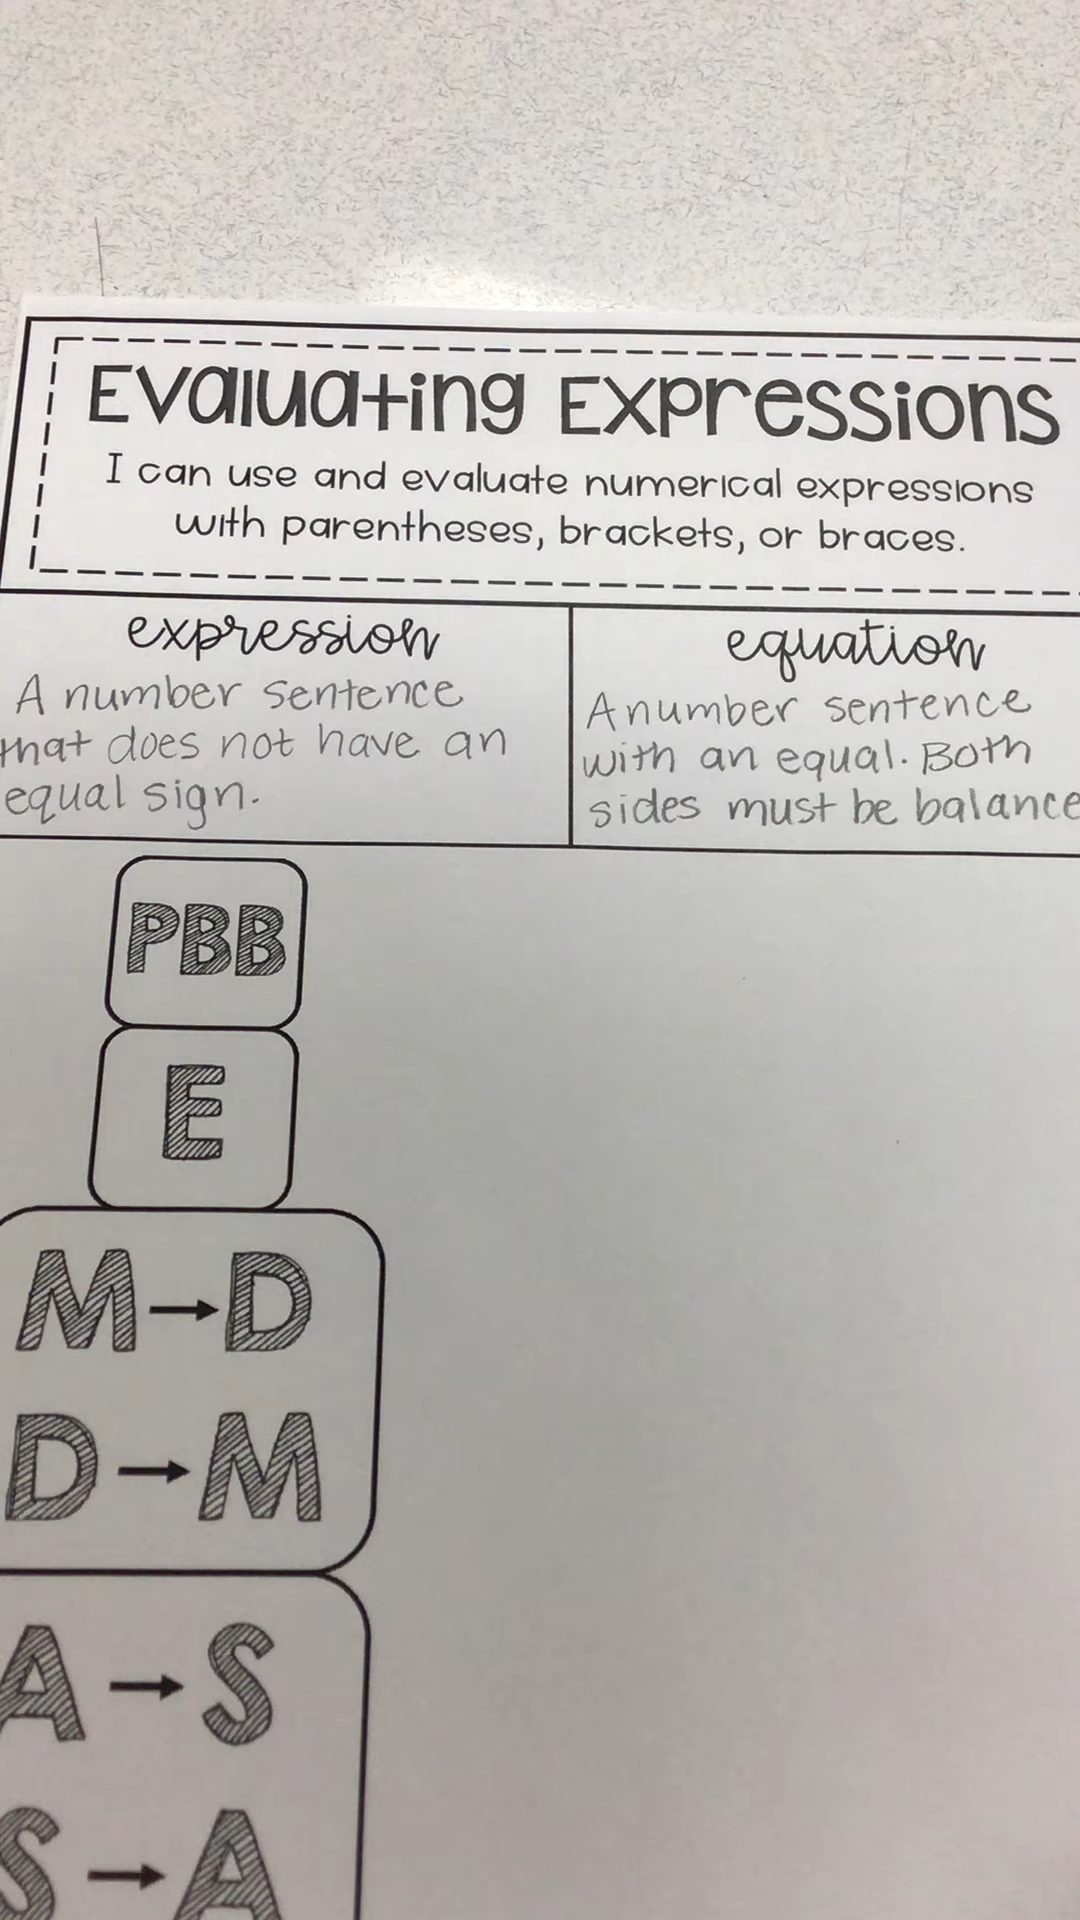 Evaluating Expressions
I can use and evaluate numerical expressions
with parentheses, brackets, or braces.
expression
A number sentence
that does not have an
equal sign.
equation
A number sentence
with an equal. Both
sides must be balance
PBB
E
M→D
D→M
A→S
S→A